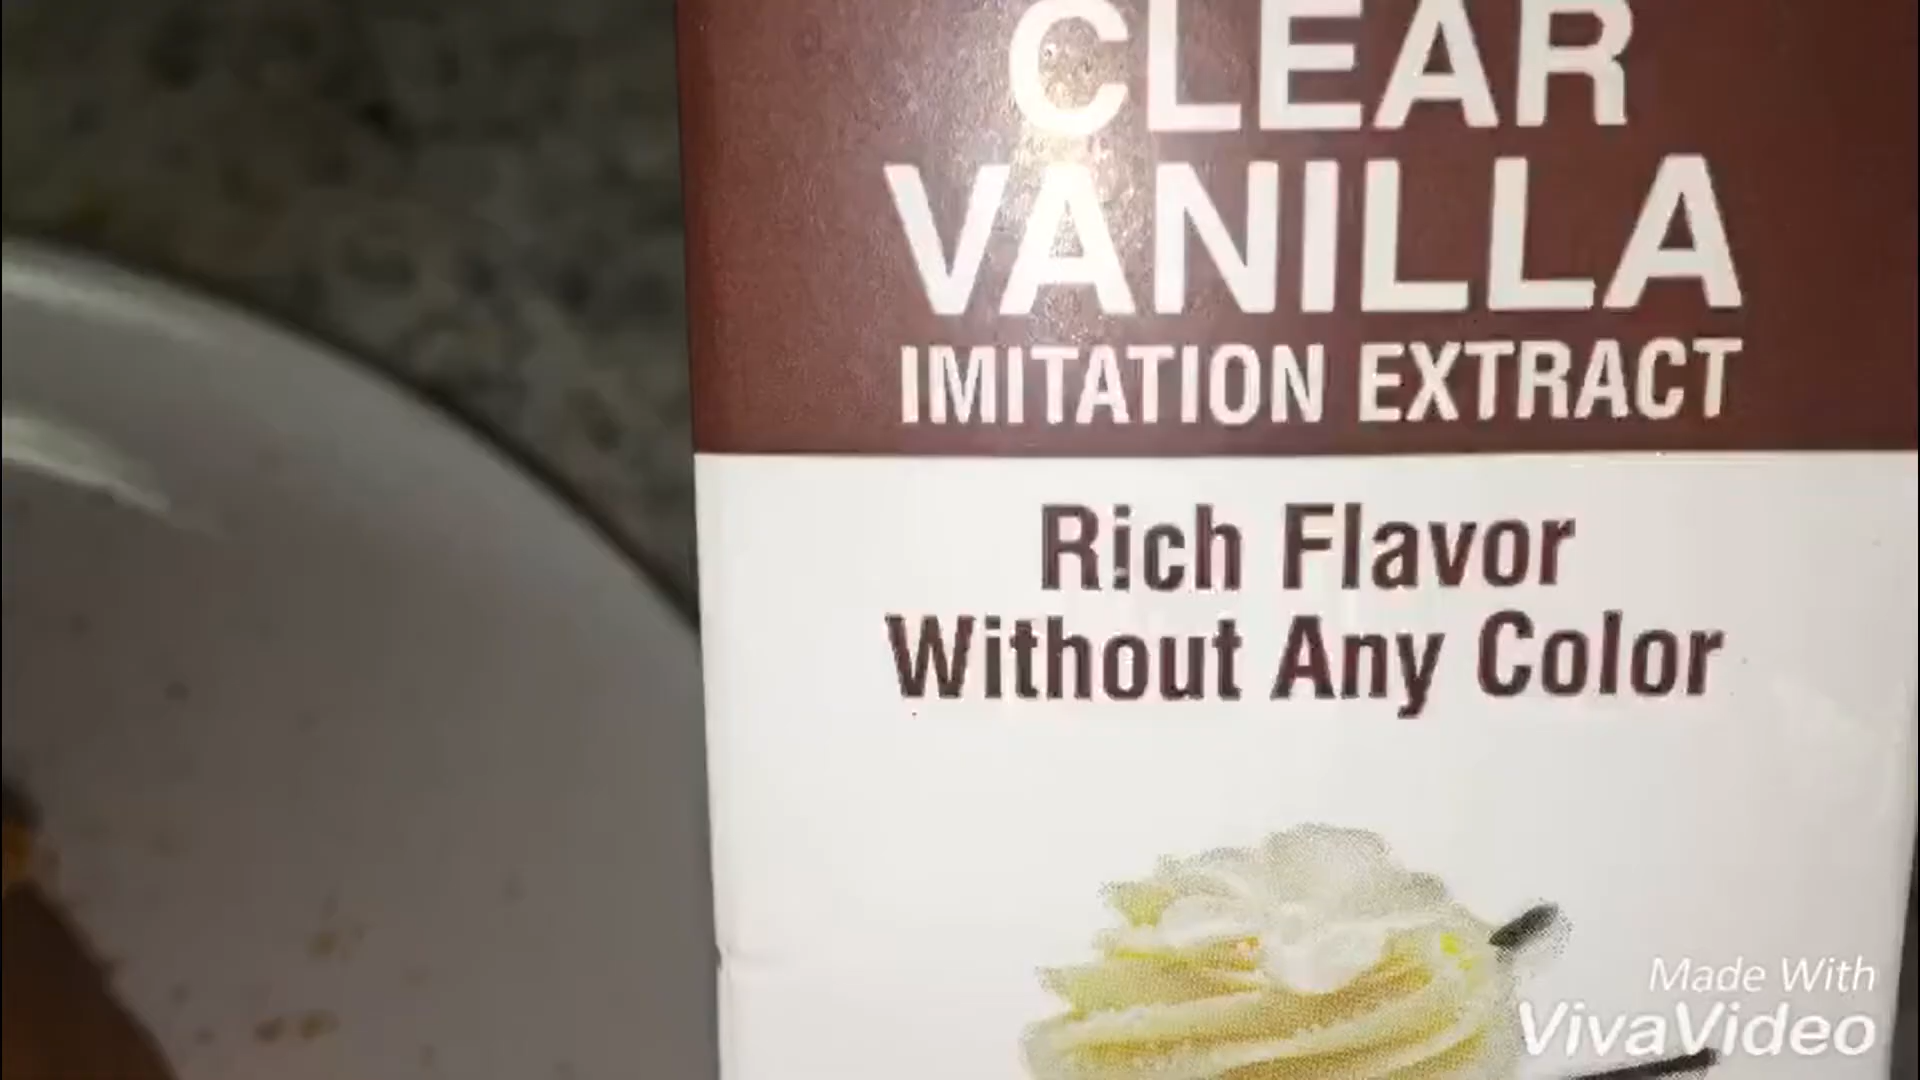 CLEAR
VANILLA
IMITATION EXTRACT
Rich Flavor
Without Any Color
Made With
VivaVideo